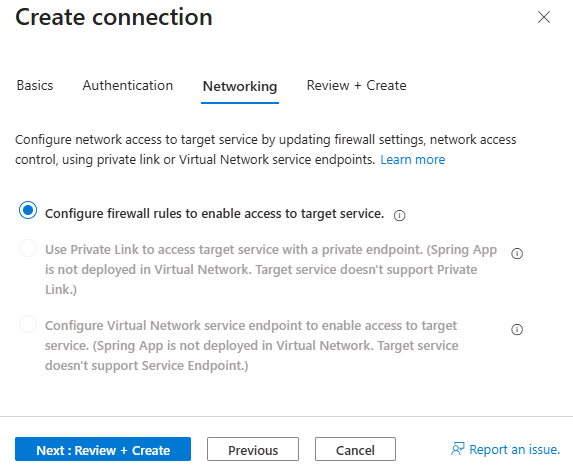 Create connection
Basics
Authentication
Networking
Review + Create
Configure network access to target service by updating firewall settings, network access
control, using private link or Virtual Network service endpoints. Learn more
Configure firewall rules to enable access to target service.
Use Private Link to access target service with a private endpoint. (Spring App
is not deployed in Virtual Network. Target service doesn't support Private
Link.)
Configure Virtual Network service endpoint to enable access to target
service. (Spring App is not deployed in Virtual Network. Target service
doesn't support Service Endpoint.)
Next : Review + Create
Previous
Cancel
Report an issue.